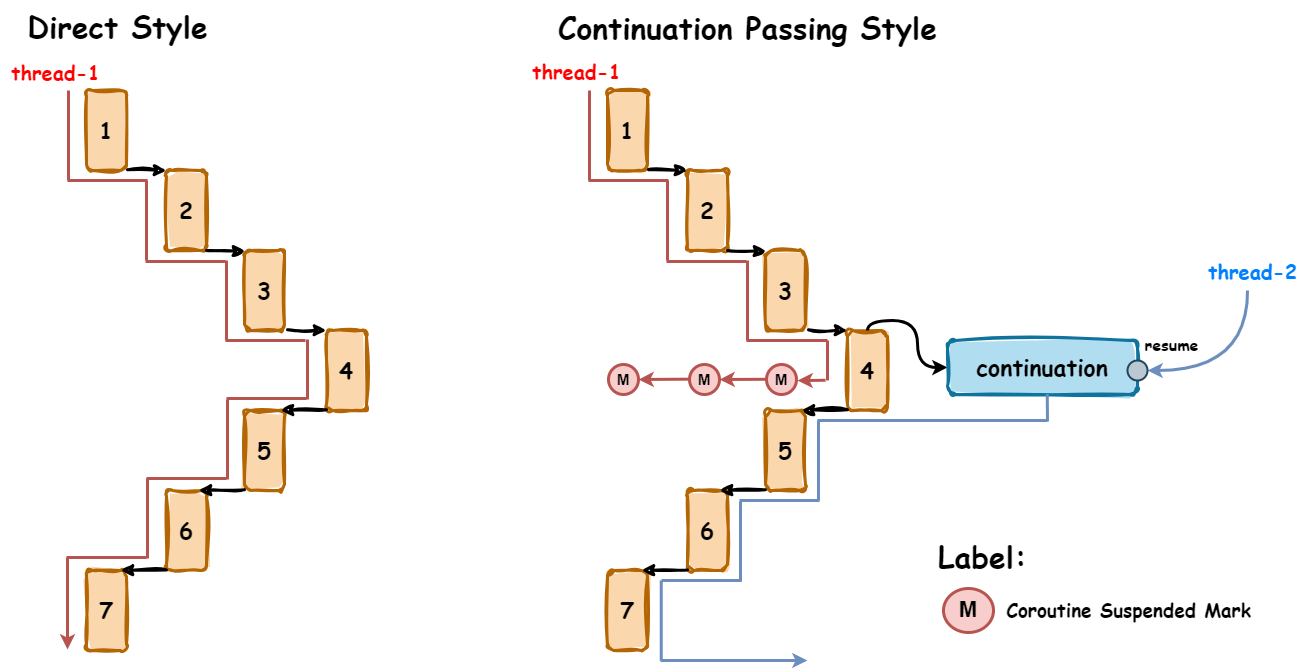 Direct Style
thread-1
1
2
3
4
5
6
7
Continuation Passing Style
thread-1
1
2
3
4
M M M
5
6
7
thread-2
resume
continuation
Label:
M Coroutine Suspended Mark